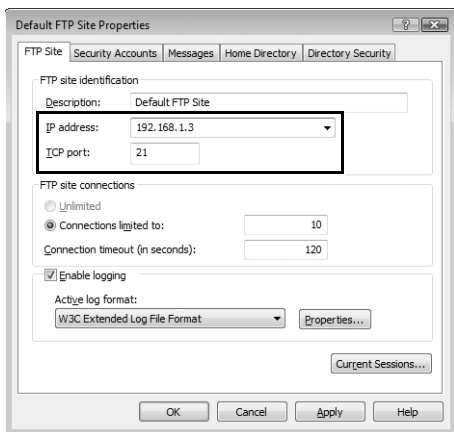 Default FTP Site Properties
FTP Site Security Accounts Messages Home Directory Directory Security
FTP site identification
Description: Default FTP Site
IP address: 192.168.1.3
TCP port: 21
FTP site connections
Unlimited
Connections limited to: 10
Connection timeout (in seconds): 120
Enable logging
Active log format:
W3C Extended Log File Format Properties...
Current Sessions...
OK Cancel Apply Help